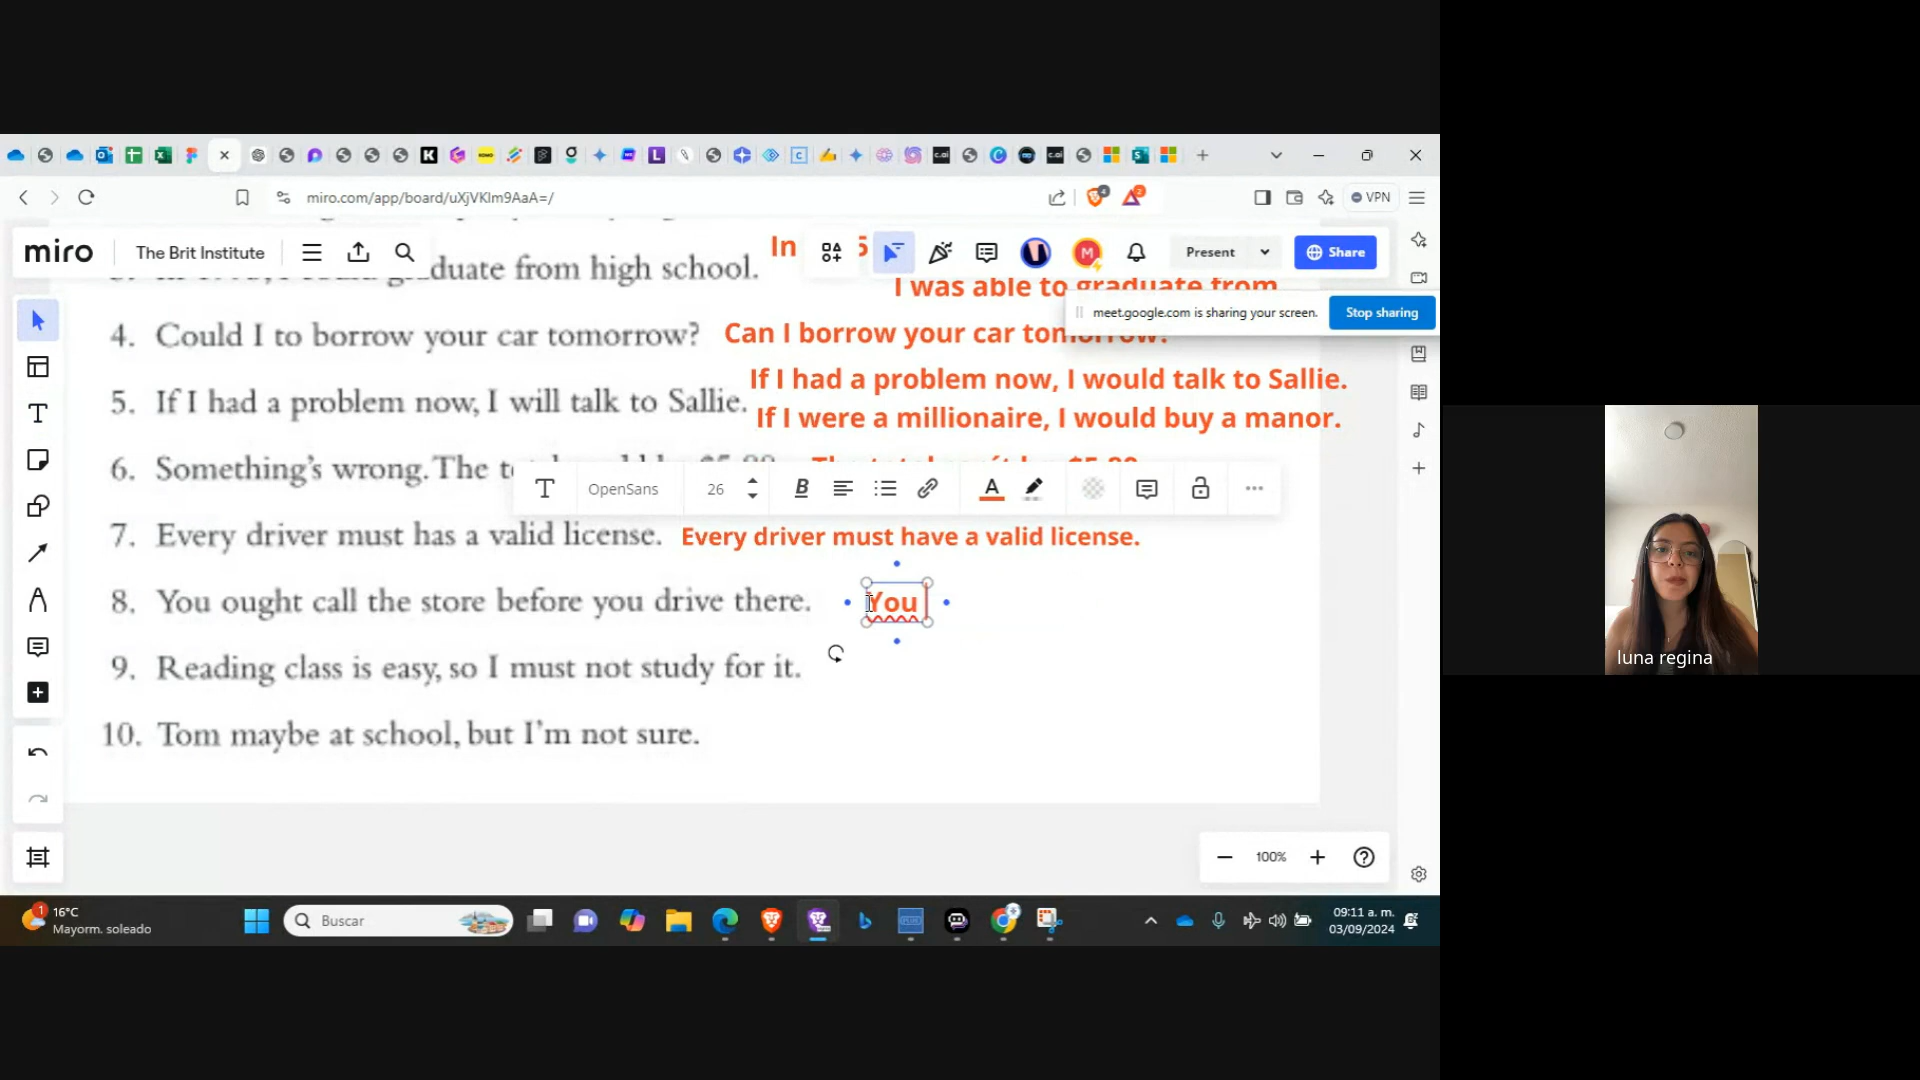 miro.com/app/board/uXjVKlm9AaA=/
VPN
miro
The Brit Institute
In
Present
Share
duate from high school.
I was able to graduate from
meet.google.com is sharing your screen.
Stop sharing
4. Could I to borrow your car tomorrow?
Can I borrow your car tomorrow?
5. If I had a problem now, I will talk to Sallie.
If I had a problem now, I would talk to Sallie.
If I were a millionaire, I would buy a manor.
6. Something's wrong. The
OpenSans
26
7. Every driver must has a valid license.
Every driver must have a valid license.
8. You ought call the store before you drive there.
You
9. Reading class is easy, so I must not study for it.
10. Tom maybe at school, but I'm not sure.
luna regina
100%
1
16°C
Mayorm. soleado
Buscar
09:11 a. m.
03/09/2024